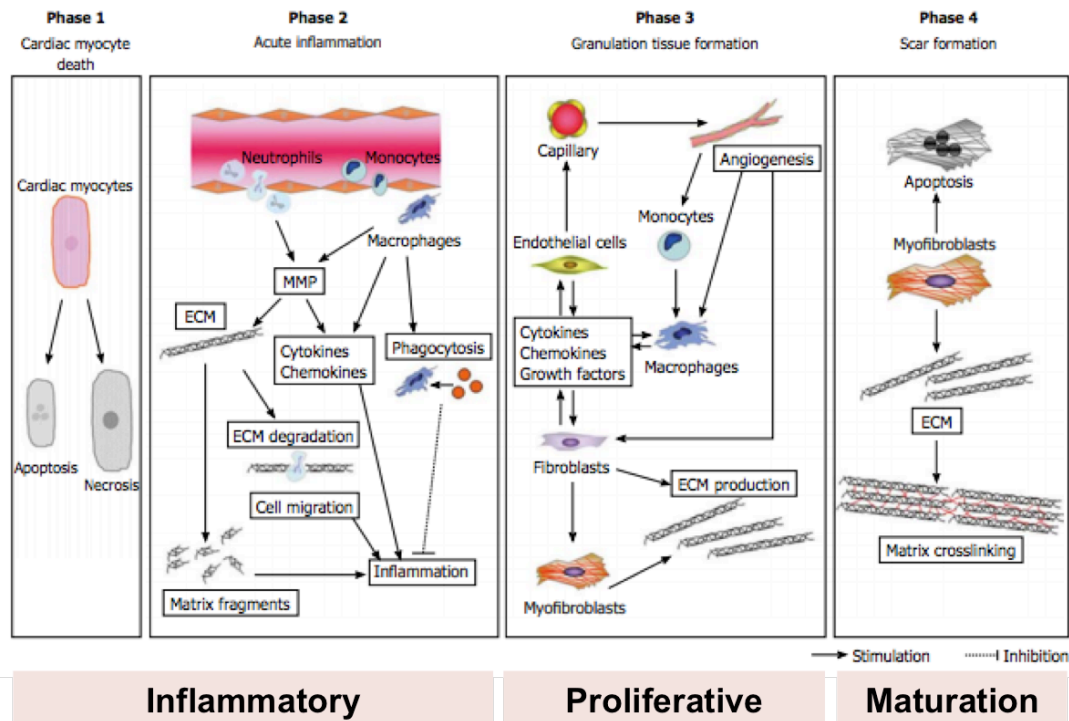 Phase 1
Cardiac myocyte
death
Cardiac myocytes
Apoptosis
Necrosis
Phase 2
Acute inflammation
Neutrophils
Monocytes
Macrophages
MMP
ECM
Cytokines
Chemokines
Phagocytosis
ECM degradation
Cell migration
Inflammation
Matrix fragments
Phase 3
Granulation tissue formation
Capillary
Angiogenesis
Monocytes
Endothelial cells
Cytokines
Chemokines
Growth factors
Macrophages
Fibroblasts
ECM production
Myofibroblasts
Phase 4
Scar formation
Apoptosis
Myofibroblasts
ECM
Matrix crosslinking
Stimulation
Inhibition
Inflammatory
Proliferative
Maturation